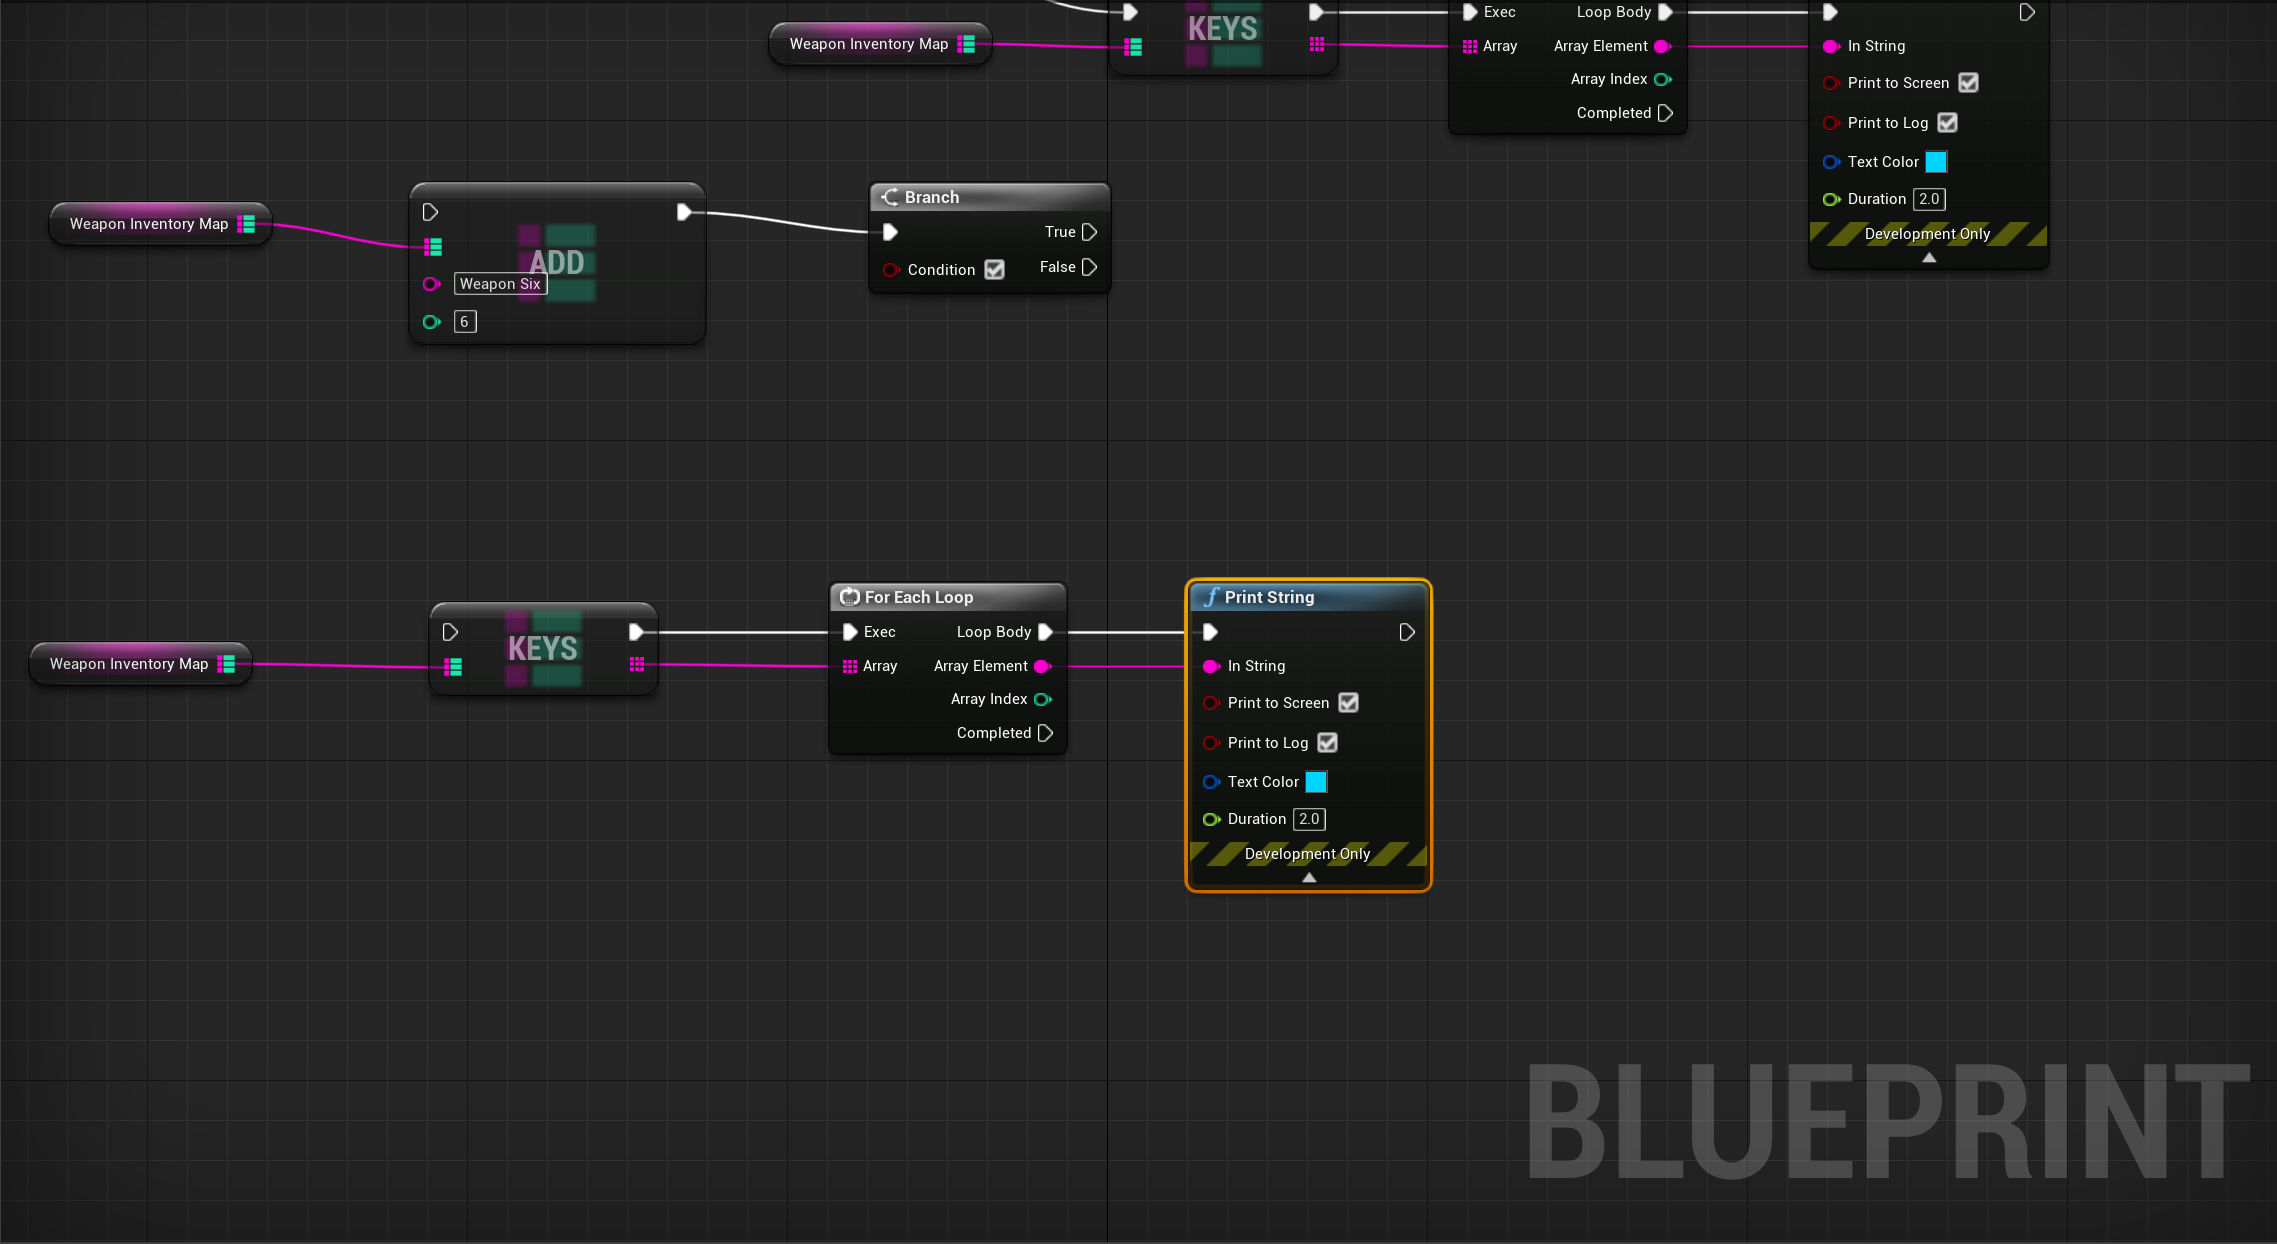 KEYS
Exec
Loop Body
Weapon Inventory Map
Array
Array Element
In String
Array Index
Print to Screen
Completed
Print to Log
Text Color
Duration 2.0
Development Only
Weapon Inventory Map
ADD
Weapon Six
6
Branch
True
Condition
False
Weapon Inventory Map
KEYS
For Each Loop
Exec
Loop Body
Array
Array Element
Array Index
Completed
Print String
In String
Print to Screen
Print to Log
Text Color
Duration 2.0
Development Only
BLUEPRINT